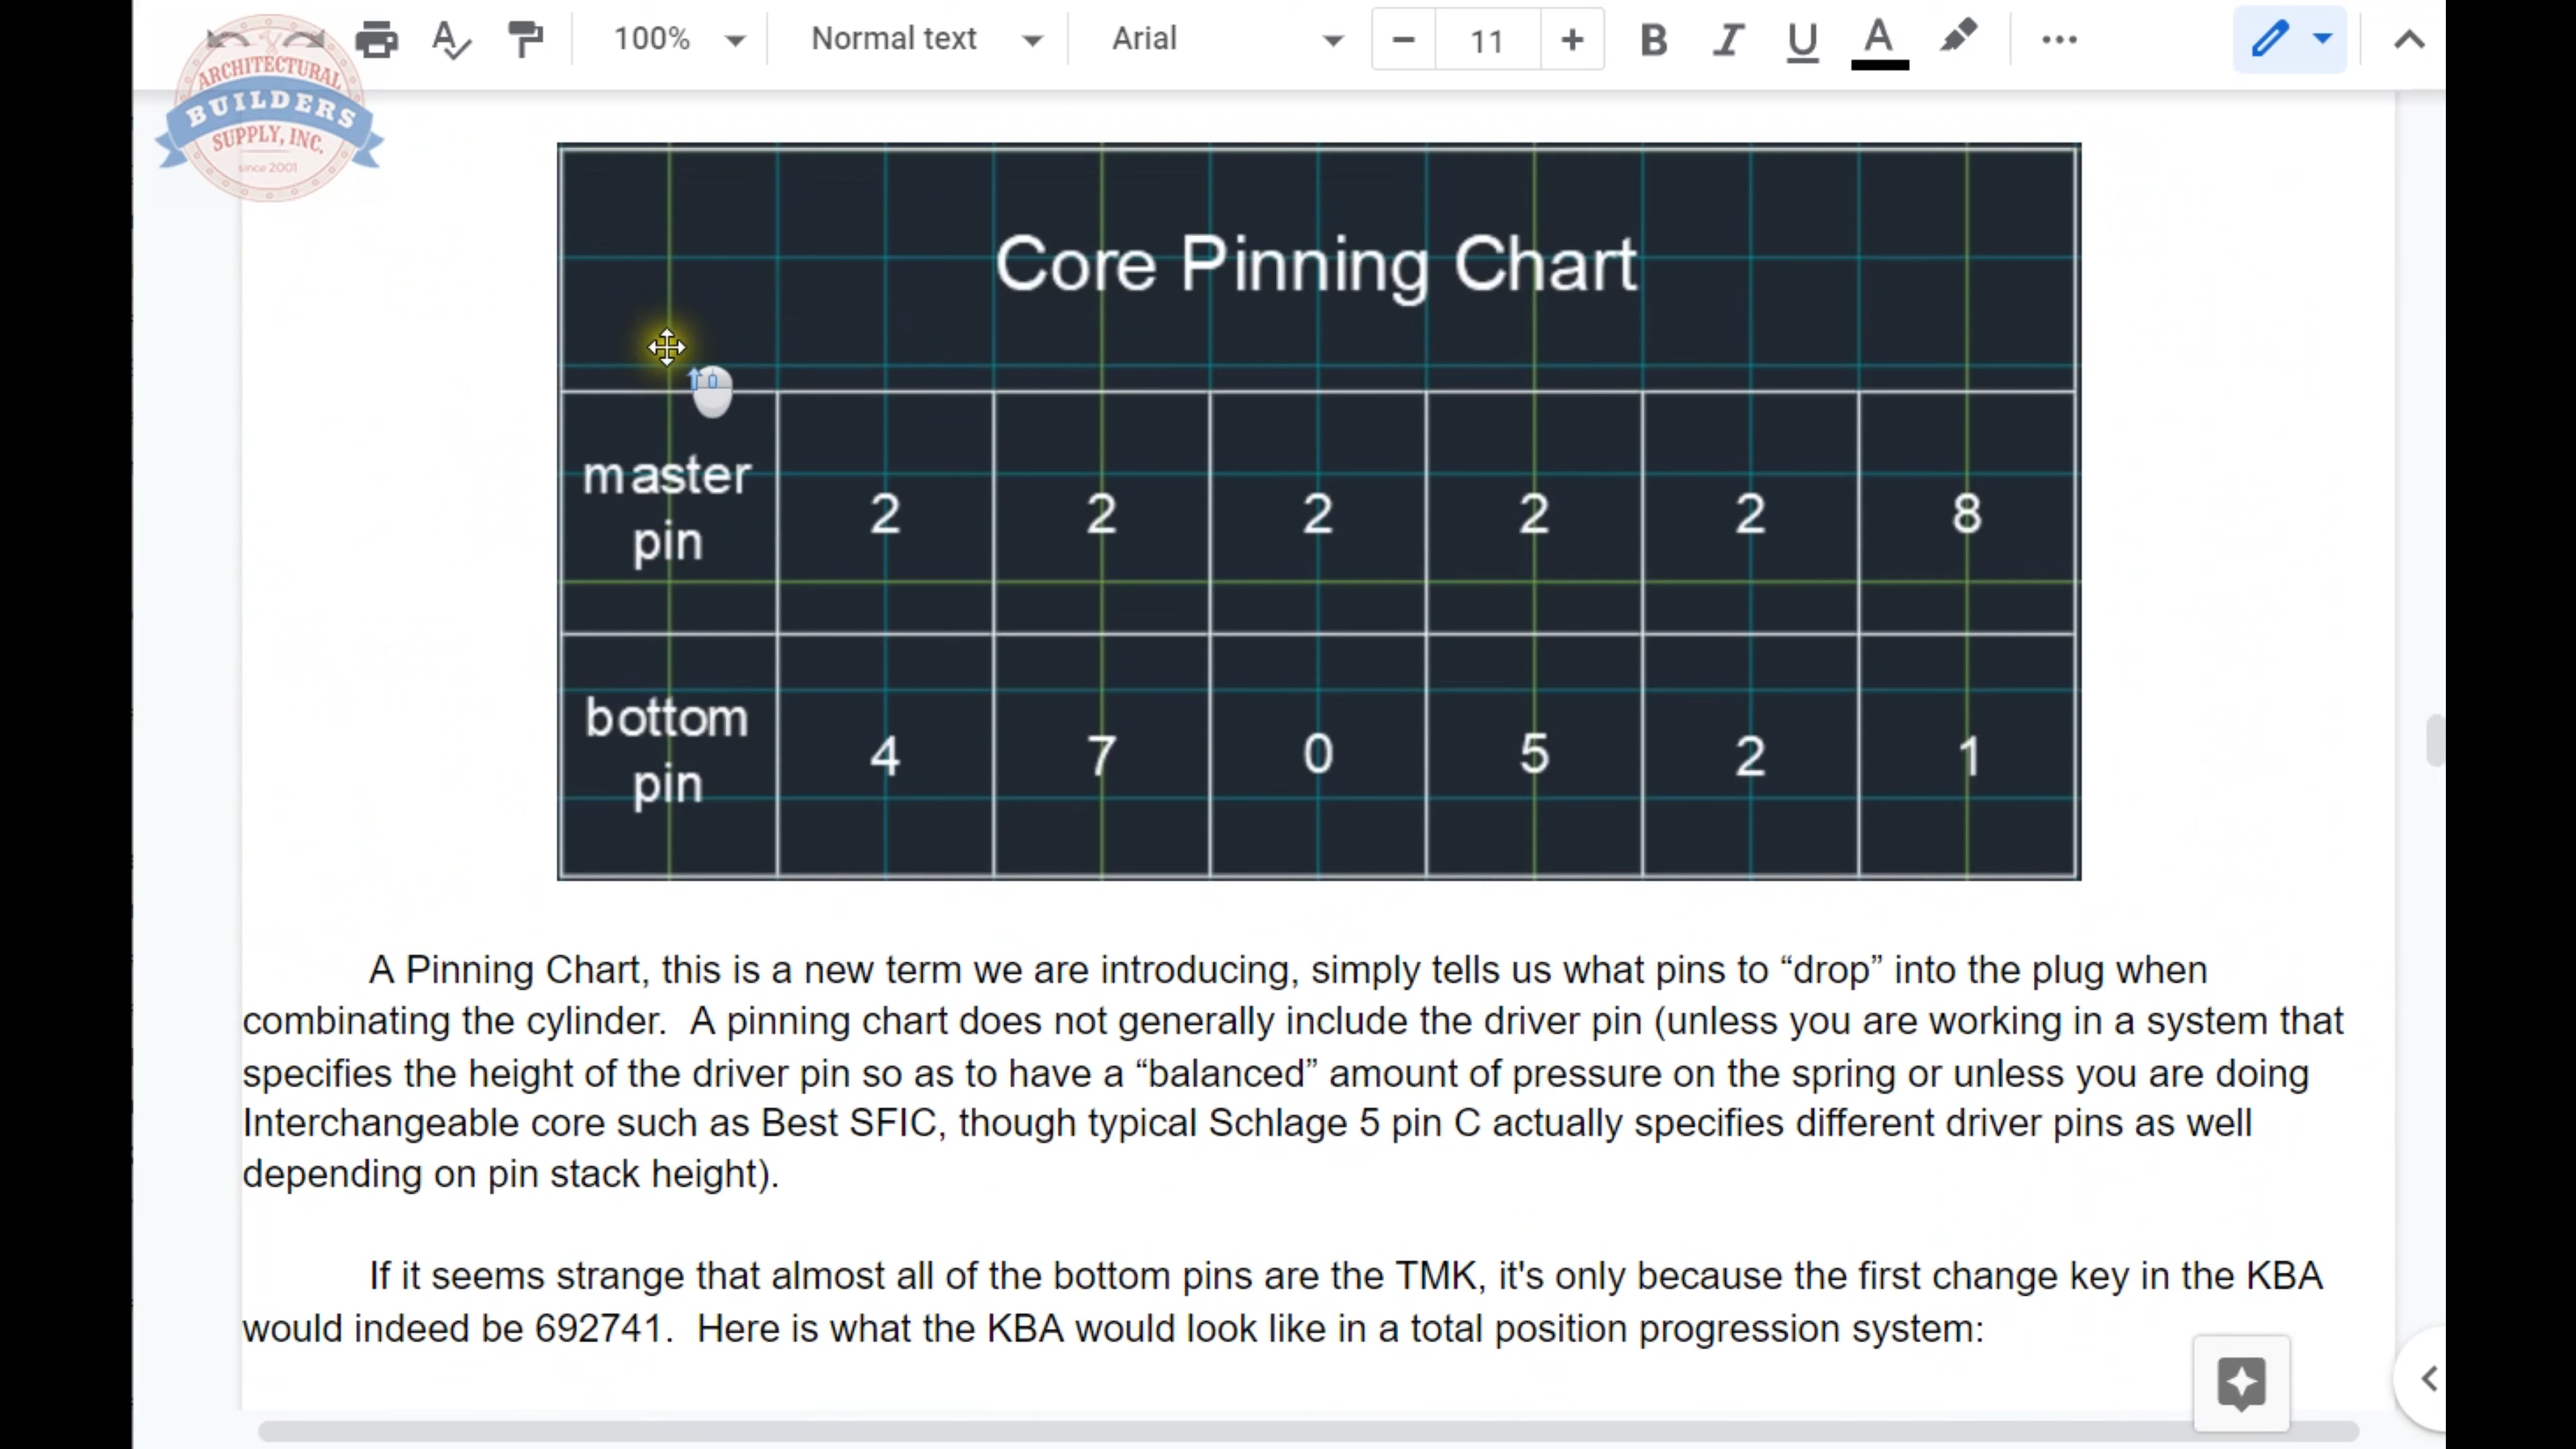 100%
Normal text
Arial
11
B
I
U
A
ARCHITECTURAL
BUILDERS
SUPPLY, INC.
since 2001
Core Pinning Chart
master pin 2 2 2 2 2 8
bottom pin 4 7 0 5 2 1
A Pinning Chart, this is a new term we are introducing, simply tells us what pins to “drop” into the plug when
combinating the cylinder.  A pinning chart does not generally include the driver pin (unless you are working in a system that
specifies the height of the driver pin so as to have a “balanced” amount of pressure on the spring or unless you are doing
Interchangeable core such as Best SFIC, though typical Schlage 5 pin C actually specifies different driver pins as well
depending on pin stack height).
If it seems strange that almost all of the bottom pins are the TMK, it's only because the first change key in the KBA
would indeed be 692741.  Here is what the KBA would look like in a total position progression system: